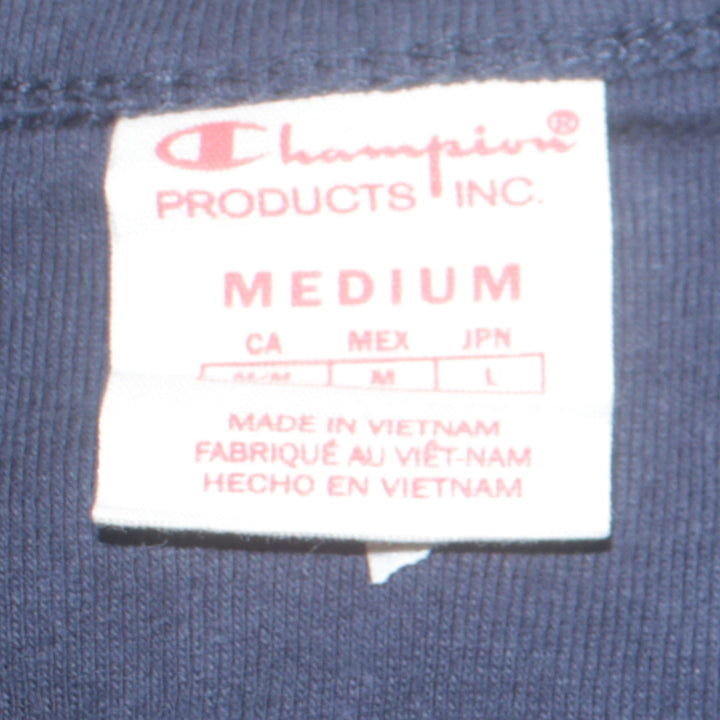 Champion®
PRODUCTS INC.
MEDIUM
CA MEX JPN
M/M M L
MADE IN VIETNAM
FABRIQUÉ AU VIÊT-NAM
HECHO EN VIETNAM